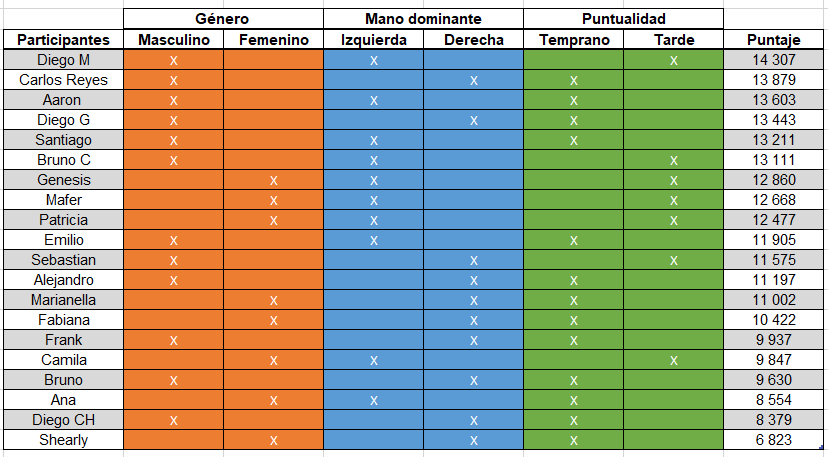 Género Mano dominante Puntualidad
Participantes Masculino Femenino Izquierda Derecha Temprano Tarde Puntaje
Diego M X X X 14 307
Carlos Reyes X X X 13 879
Aaron X X X 13 603
Diego G X X X 13 443
Santiago X X X 13 211
Bruno C X X X 13 111
Genesis X X X 12 860
Mafer X X X 12 668
Patricia X X X 12 477
Emilio X X X 11 905
Sebastian X X X 11 575
Alejandro X X X 11 197
Marianella X X X 11 002
Fabiana X X X 10 422
Frank X X X 9 937
Camila X X X 9 847
Bruno X X X 9 630
Ana X X X 8 554
Diego CH X X X 8 379
Shearly X X X 6 823